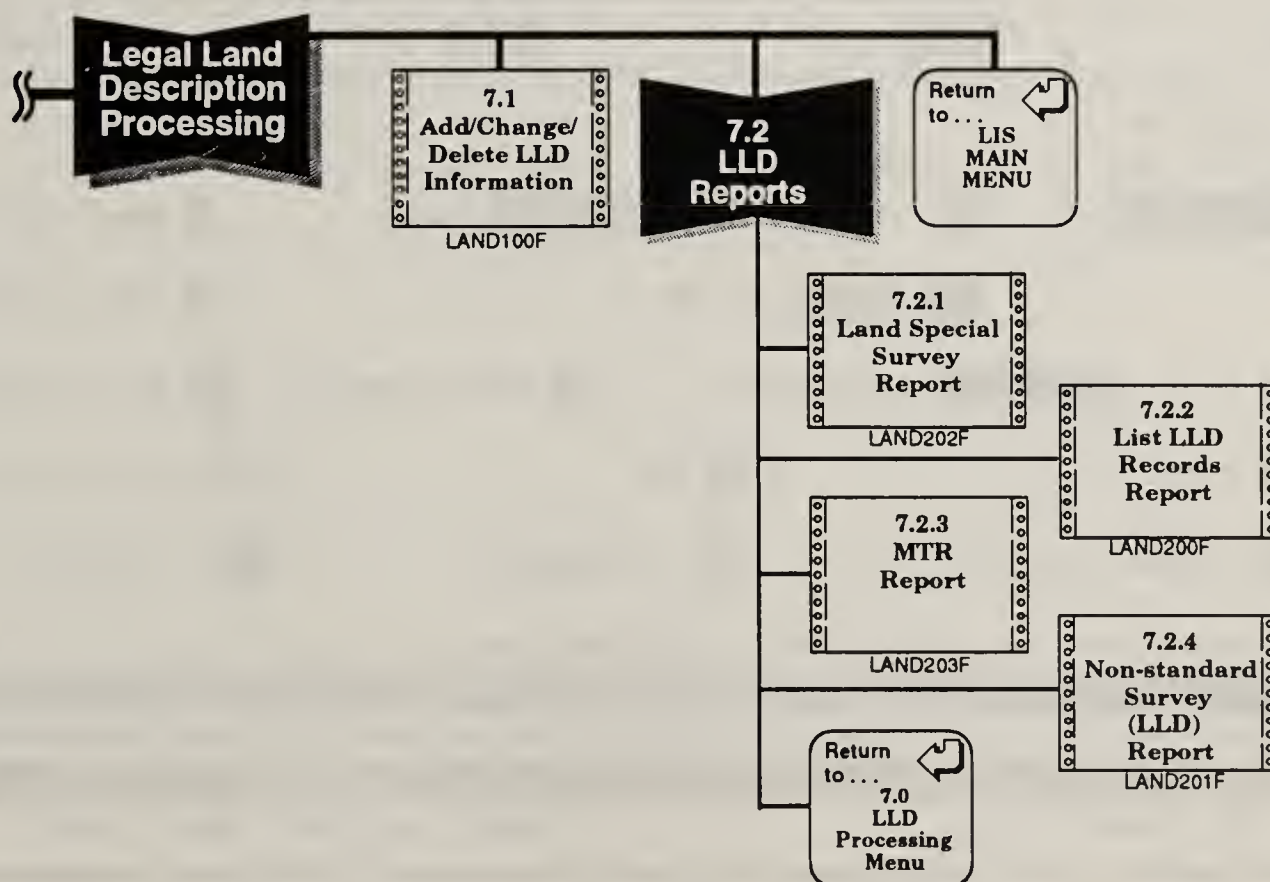 Legal Land
Description
Processing
7.1
Add/Change/
Delete LLD
Information
LAND100F
7.2
LLD
Reports
Return
to . . .
LIS
MAIN
MENU
7.2.1
Land Special
Survey
Report
LAND202F
7.2.2
List LLD
Records
Report
LAND200F
7.2.3
MTR
Report
LAND203F
7.2.4
Non-standard
Survey
(LLD)
Report
LAND201F
Return
to . . .
7.0
LLD
Processing
Menu